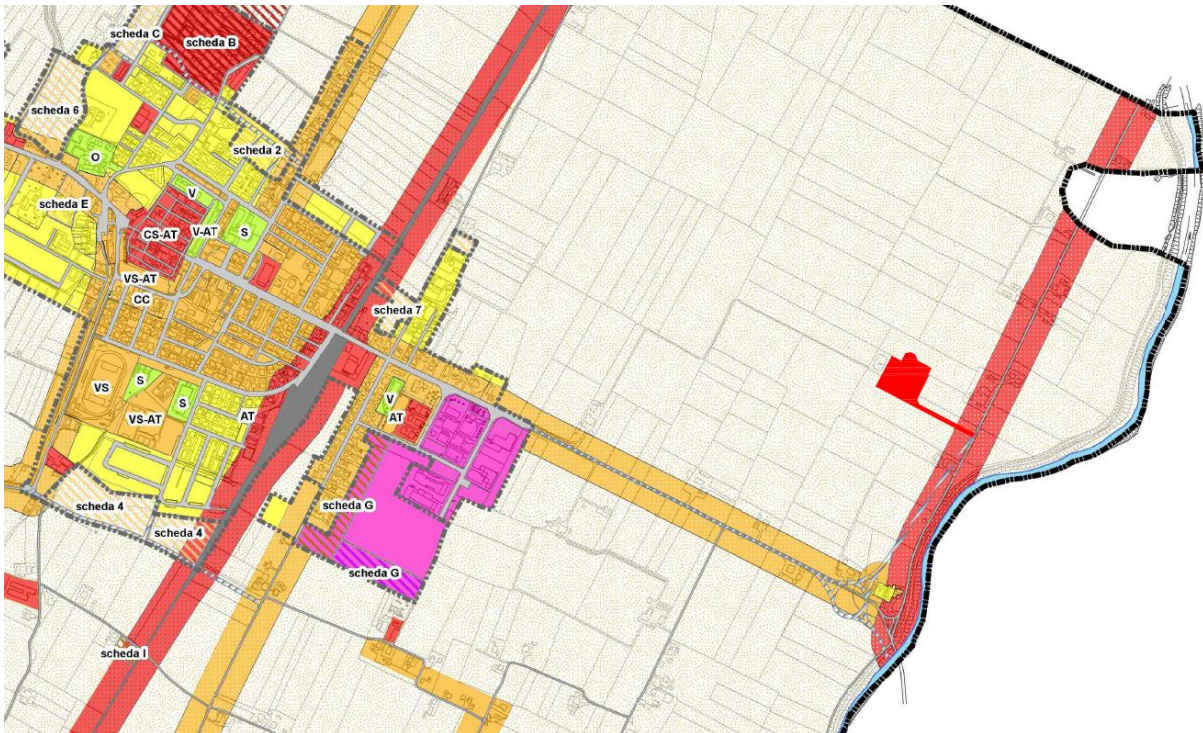 scheda C
scheda B
scheda 6
scheda 2
O
V
scheda E
CS-AT
V-AT
S
VS-AT
CC
scheda 7
VS
S
S
AT
VS-AT
V
AT
scheda 4
scheda 4
scheda G
scheda G
scheda I